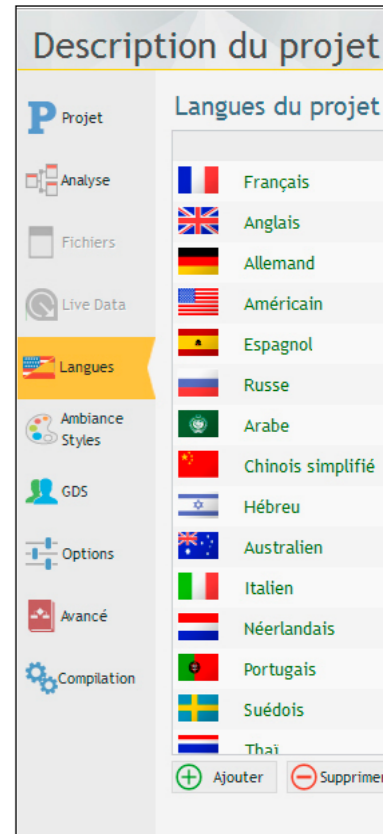 Description du projet
Projet
Analyse
Fichiers
Live Data
Langues
Ambiance
Styles
GDS
Options
Avancé
Compilation
Langues du projet
Français
Anglais
Allemand
Américain
Espagnol
Russe
Arabe
Chinois simplifié
Hébreu
Australien
Italien
Néerlandais
Portugais
Suédois
Thaï
Ajouter
Supprimer